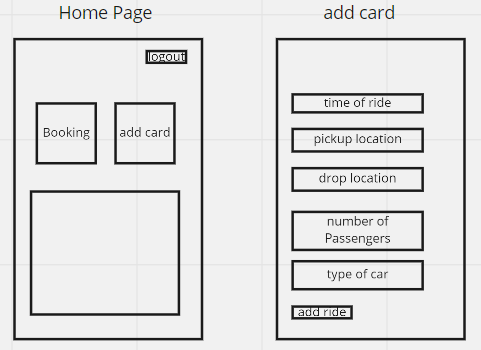 Home Page
logout
Booking
add card
add card
time of ride
pickup location
drop location
number of
Passengers
type of car
add ride